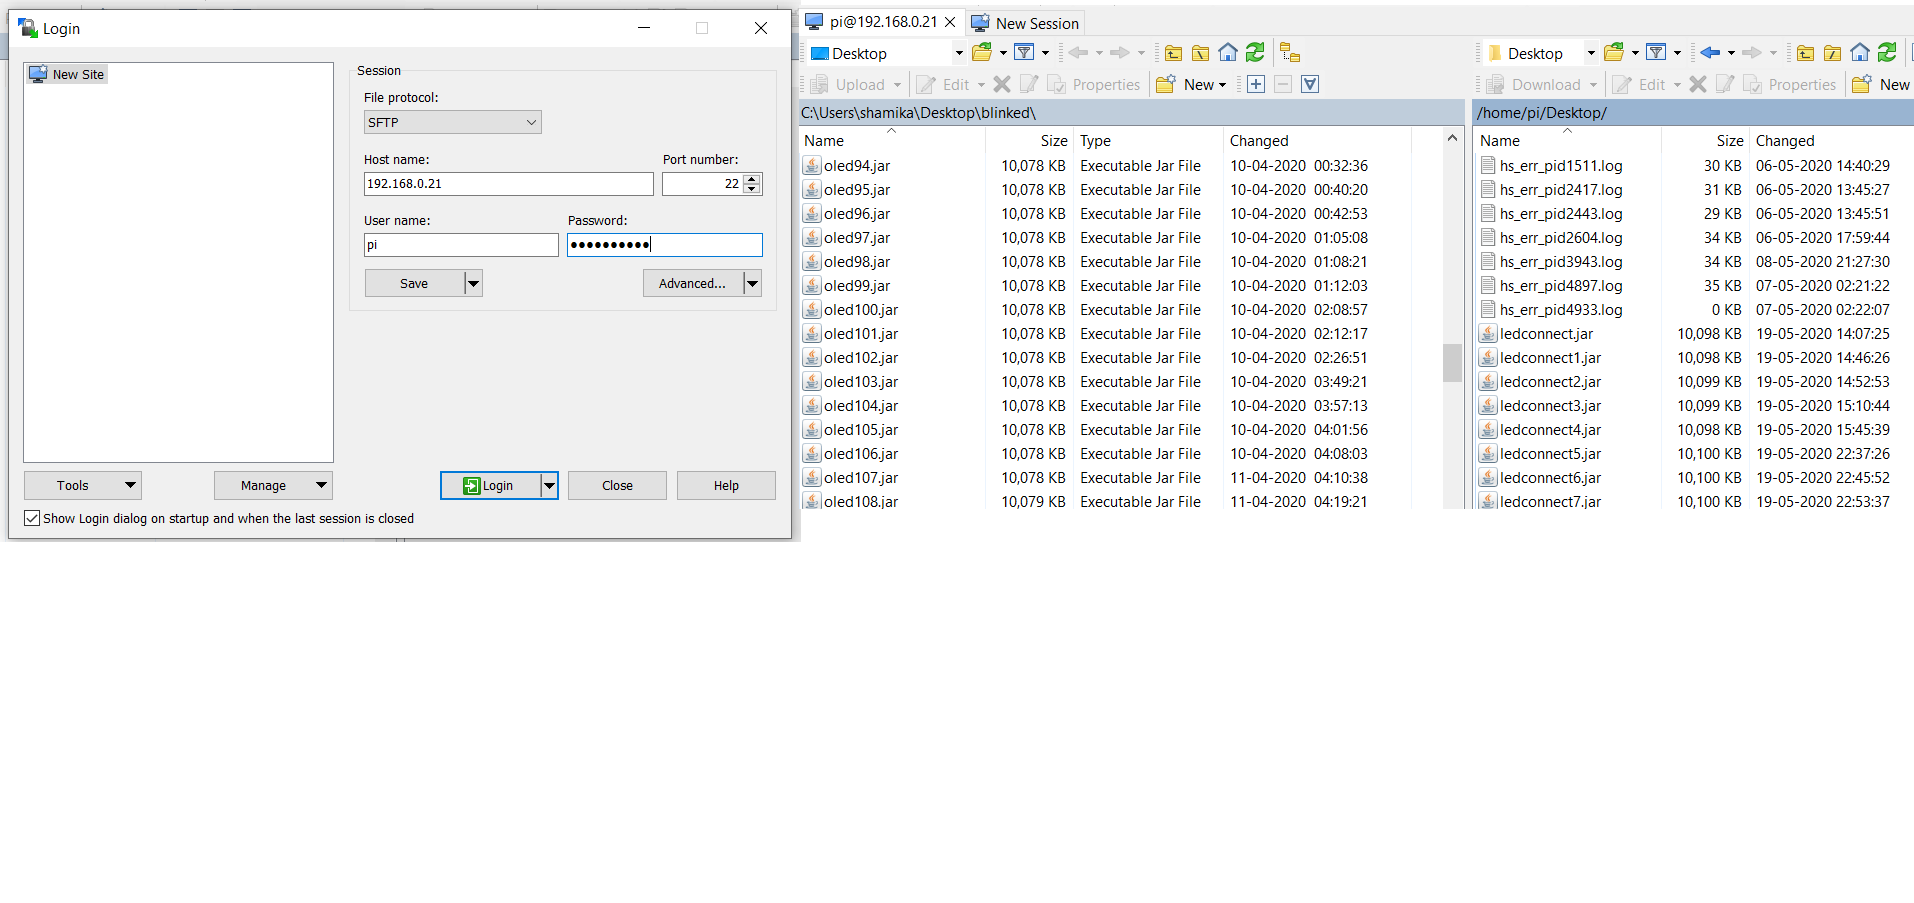 Login
New Site
Session
File protocol:
SFTP
Host name:
Port number:
192.168.0.21
22
User name:
Password:
pi
●●●●●●●●●●
Save
Advanced...
Tools
Manage
Login
Close
Help
Show Login dialog on startup and when the last session is closed
pi@192.168.0.21
New Session
Desktop
Upload
Edit
Properties
New
C:\Users\shamika\Desktop\blinked\
Name Size Type Changed
oled94.jar 10,078 KB Executable Jar File 10-04-2020 00:32:36
oled95.jar 10,078 KB Executable Jar File 10-04-2020 00:40:20
oled96.jar 10,078 KB Executable Jar File 10-04-2020 00:42:53
oled97.jar 10,078 KB Executable Jar File 10-04-2020 01:05:08
oled98.jar 10,078 KB Executable Jar File 10-04-2020 01:08:21
oled99.jar 10,078 KB Executable Jar File 10-04-2020 01:12:03
oled100.jar 10,078 KB Executable Jar File 10-04-2020 02:08:57
oled101.jar 10,078 KB Executable Jar File 10-04-2020 02:12:17
oled102.jar 10,078 KB Executable Jar File 10-04-2020 02:26:51
oled103.jar 10,078 KB Executable Jar File 10-04-2020 03:49:21
oled104.jar 10,078 KB Executable Jar File 10-04-2020 03:57:13
oled105.jar 10,078 KB Executable Jar File 10-04-2020 04:01:56
oled106.jar 10,078 KB Executable Jar File 10-04-2020 04:08:03
oled107.jar 10,078 KB Executable Jar File 11-04-2020 04:10:38
oled108.jar 10,079 KB Executable Jar File 11-04-2020 04:19:21
Desktop
Download
Edit
Properties
New
/home/pi/Desktop/
Name Size Changed
hs_err_pid1511.log 30 KB 06-05-2020 14:40:29
hs_err_pid2417.log 31 KB 06-05-2020 13:45:27
hs_err_pid2443.log 29 KB 06-05-2020 13:45:51
hs_err_pid2604.log 34 KB 06-05-2020 17:59:44
hs_err_pid3943.log 34 KB 08-05-2020 21:27:30
hs_err_pid4897.log 35 KB 07-05-2020 02:21:22
hs_err_pid4933.log 0 KB 07-05-2020 02:22:07
ledconnect.jar 10,098 KB 19-05-2020 14:07:25
ledconnect1.jar 10,098 KB 19-05-2020 14:46:26
ledconnect2.jar 10,099 KB 19-05-2020 14:52:53
ledconnect3.jar 10,099 KB 19-05-2020 15:10:44
ledconnect4.jar 10,098 KB 19-05-2020 15:45:39
ledconnect5.jar 10,100 KB 19-05-2020 22:37:26
ledconnect6.jar 10,100 KB 19-05-2020 22:45:52
ledconnect7.jar 10,100 KB 19-05-2020 22:53:37